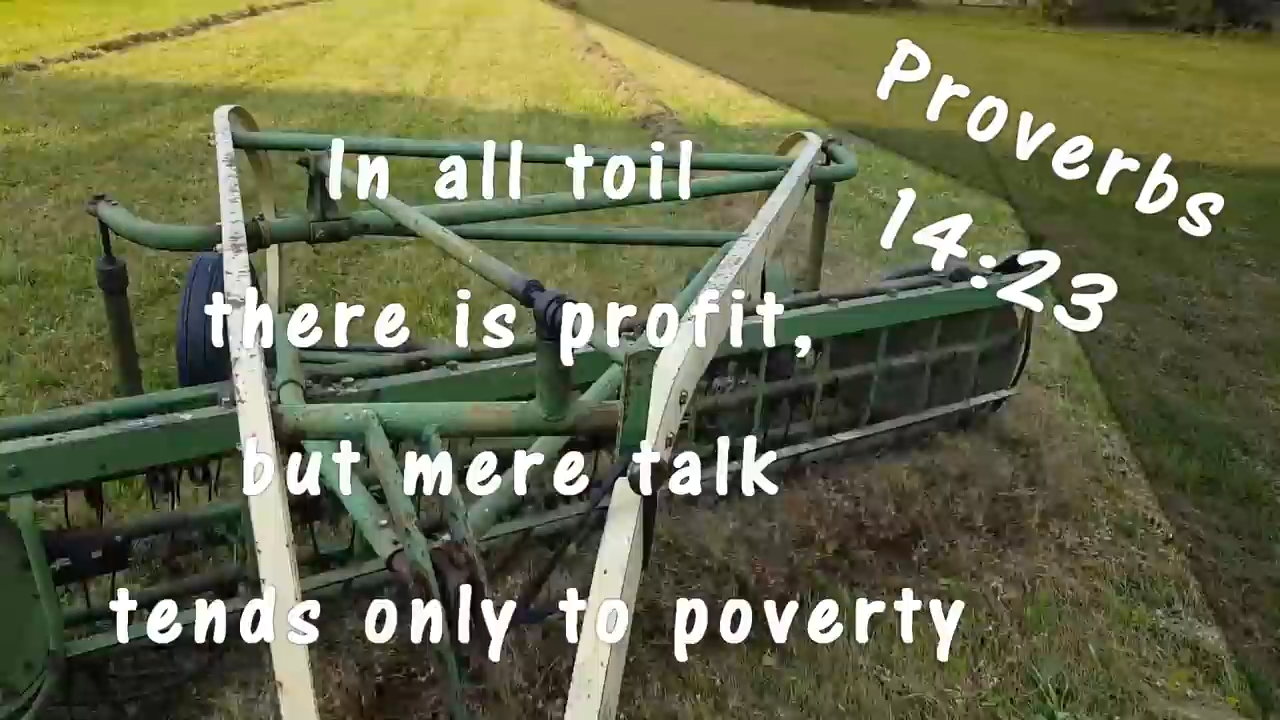 In all toil
there is profit,
but mere talk
tends only to poverty
Proverbs
14:23